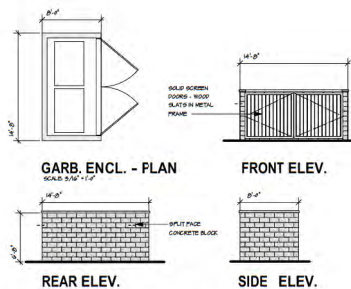 8'-0"
14'-8"
14'-8"
SOLID SCREEN
DOORS - WOOD
SLATS IN METAL
FRAME
GARB. ENCL. - PLAN
SCALE: 3/16" = 1'-0"
FRONT ELEV.
14'-8"
8'-0"
SPLIT FACE
CONCRETE BLOCK
REAR ELEV.
SIDE ELEV.